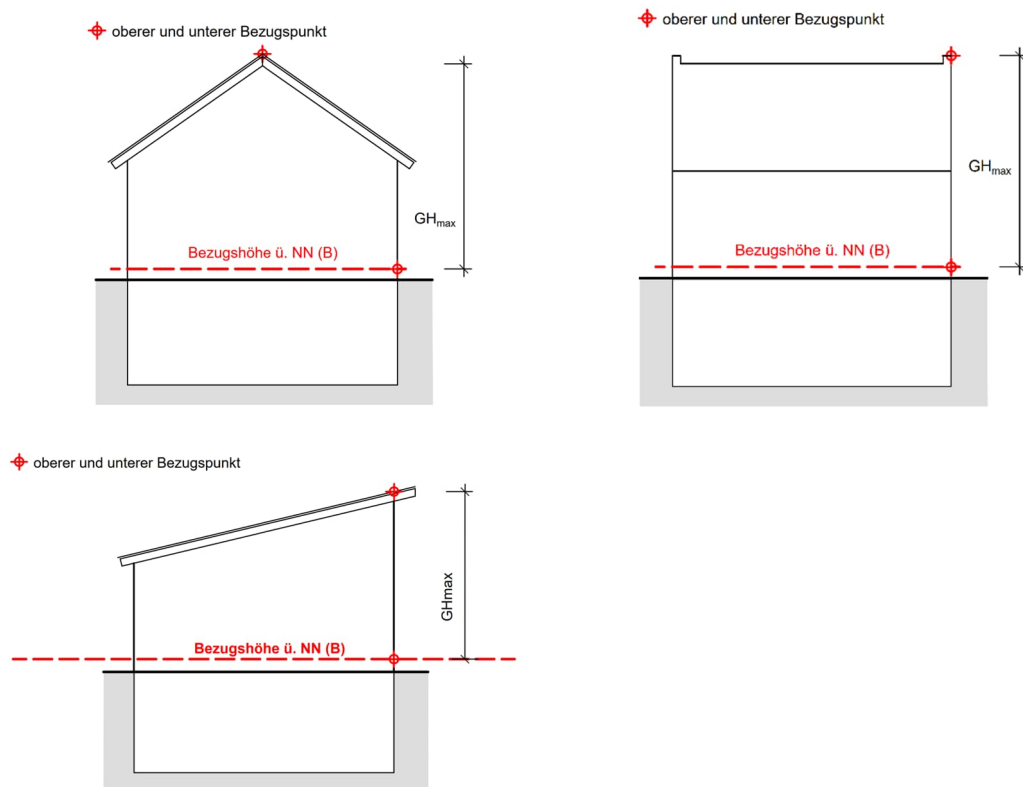 oberer und unterer Bezugspunkt
GHmax
Bezugshöhe ü. NN (B)
oberer und unterer Bezugspunkt
GHmax
Bezugshöhe ü. NN (B)
oberer und unterer Bezugspunkt
GHmax
Bezugshöhe ü. NN (B)